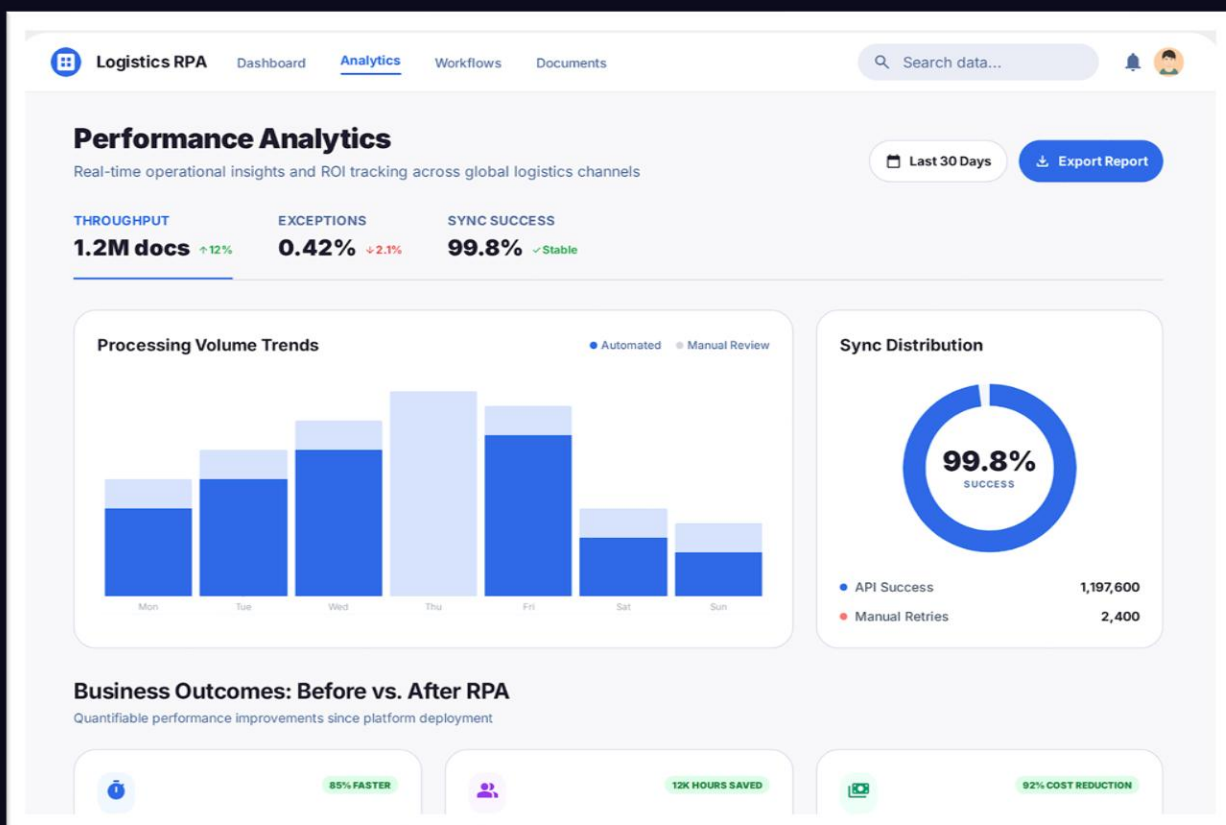 Logistics RPA Dashboard Analytics Workflows Documents Search data...
Performance Analytics
Real-time operational insights and ROI tracking across global logistics channels
Last 30 Days Export Report
THROUGHPUT EXCEPTIONS SYNC SUCCESS
1.2M docs ↑12% 0.42% ↓2.1% 99.8% ✓Stable
Processing Volume Trends Automated Manual Review
Mon Tue Wed Thu Fri Sat Sun
Sync Distribution
99.8%
SUCCESS
API Success 1,197,600
Manual Retries 2,400
Business Outcomes: Before vs. After RPA
Quantifiable performance improvements since platform deployment
85% FASTER 12K HOURS SAVED 92% COST REDUCTION